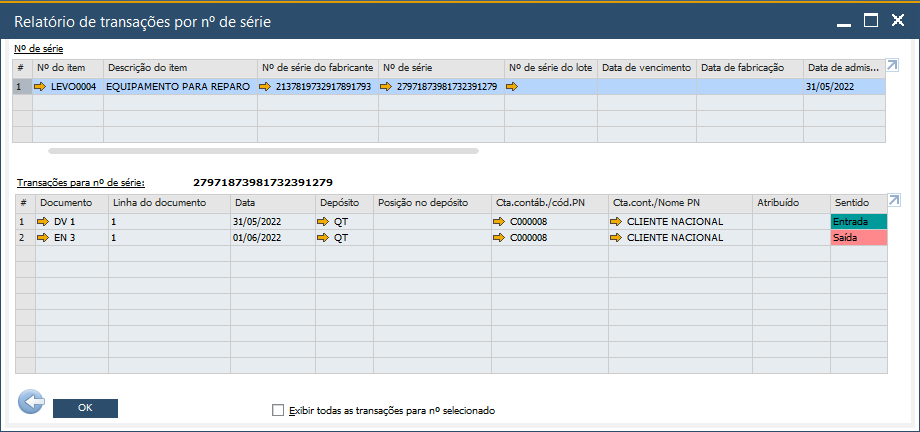 Relatório de transações por nº de série
Nº de série
# Nº do item Descrição do item Nº de série do fabricante Nº de série Nº de série do lote Data de vencimento Data de fabricação Data de admis...
1 LEVO0004 EQUIPAMENTO PARA REPARO 2137819732917891793 27971873981732391279 31/05/2022
Transações para nº de série: 27971873981732391279
# Documento Linha do documento Data Depósito Posição no depósito Cta.contáb./cód.PN Cta.cont./Nome PN Atribuído Sentido
1 DV 1 1 31/05/2022 QT C000008 CLIENTE NACIONAL Entrada
2 EN 3 1 01/06/2022 QT C000008 CLIENTE NACIONAL Saída
OK
Exibir todas as transações para nº selecionado